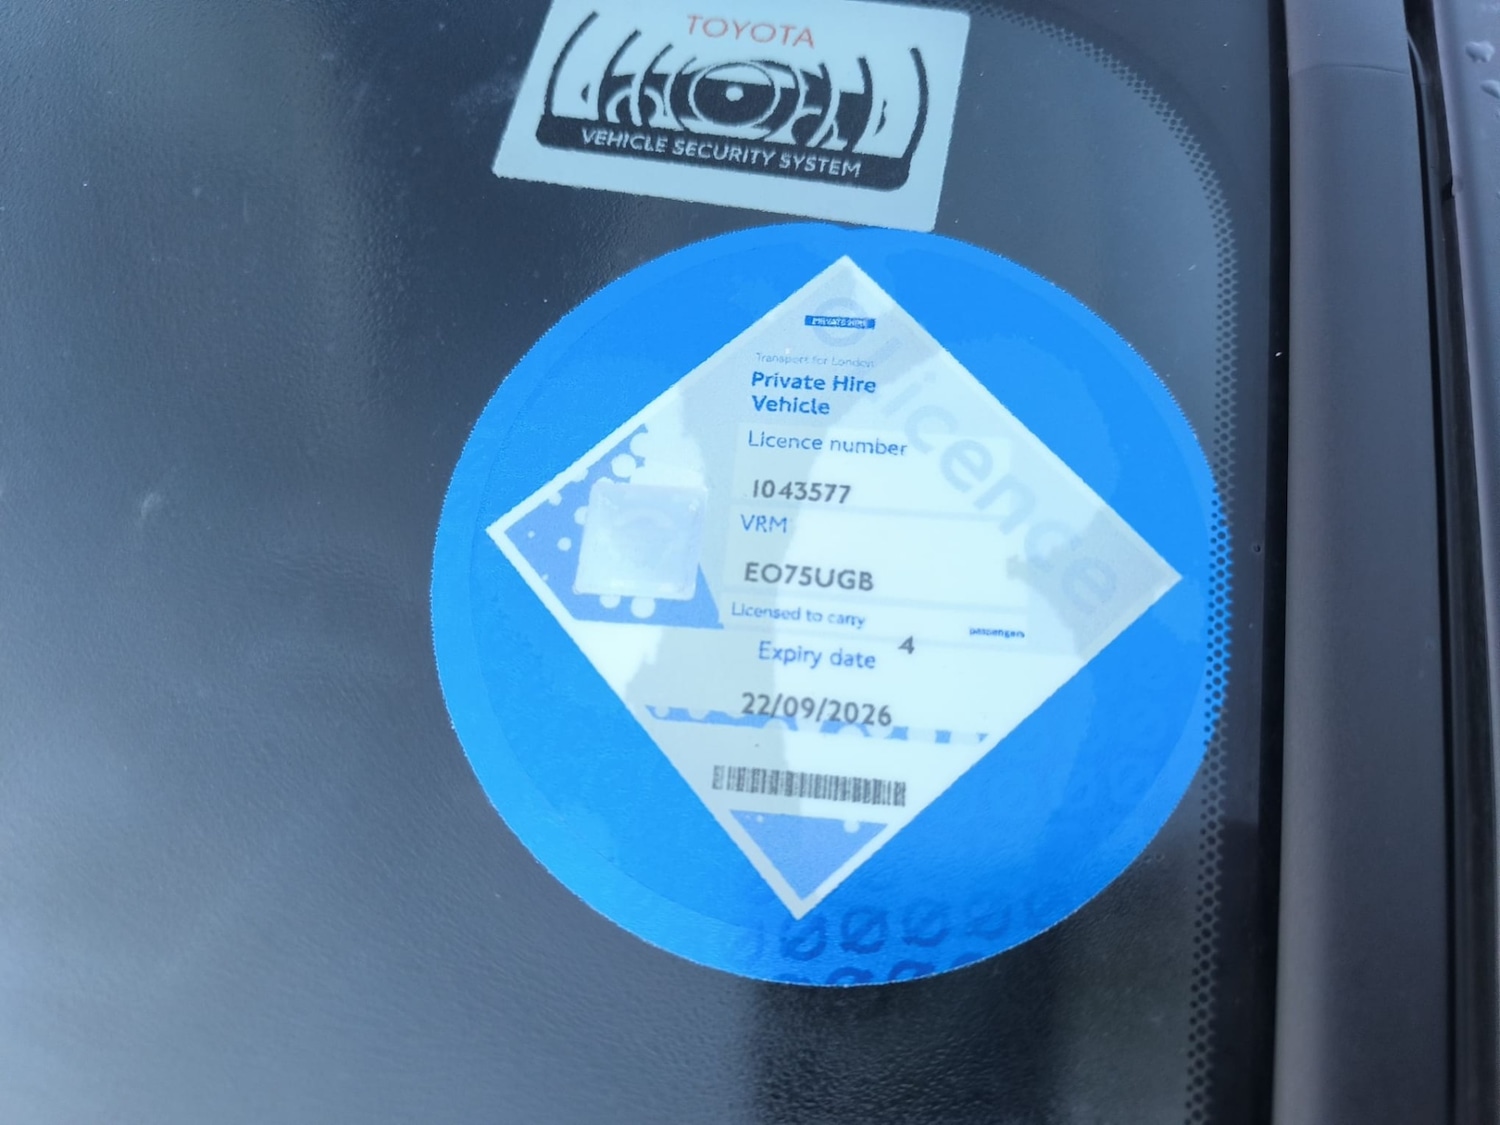 TOYOTA
VEHICLE SECURITY SYSTEM
PRIVATE HIRE
Transport for London
Private Hire
Vehicle
Licence number
1043577
VRM
EO75UGB
Licensed to carry
4
passengers
Expiry date
22/09/2026
licence